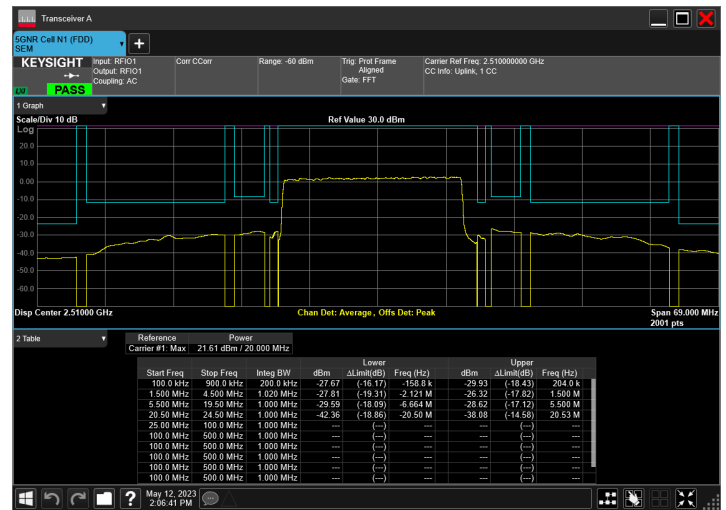 Transceiver A
5GNR Cell N1 (FDD)
SEM
KEYSIGHT
LXI
PASS
Input: RFIO1
Output: RFIO1
Coupling: AC
Corr CCorr
Range: -60 dBm
Trig: Prot Frame
Aligned
Gate: FFT
Carrier Ref Freq: 2.510000000 GHz
CC Info: Uplink, 1 CC
1 Graph
Scale/Div 10 dB
Ref Value 30.0 dBm
Log
20.0
10.0
0.00
-10.0
-20.0
-30.0
-40.0
-50.0
-60.0
Disp Center 2.51000 GHz
Chan Det: Average , Offs Det: Peak
Span 69.000 MHz
2001 pts
2 Table
Reference Power
Carrier #1: Max 21.61 dBm / 20.000 MHz
Lower Upper
Start Freq Stop Freq Integ BW dBm ΔLimit(dB) Freq (Hz) dBm ΔLimit(dB) Freq (Hz)
100.0 kHz 900.0 kHz 200.0 kHz -27.67 (-16.17) -158.8 k -29.93 (-18.43) 204.0 k
1.500 MHz 4.500 MHz 1.020 MHz -27.81 (-19.31) -2.121 M -26.32 (-17.82) 1.500 M
5.500 MHz 19.50 MHz 1.000 MHz -29.59 (-18.09) -6.664 M -28.62 (-17.12) 5.500 M
20.50 MHz 24.50 MHz 1.000 MHz -42.36 (-18.86) -20.50 M -38.08 (-14.58) 20.53 M
25.00 MHz 100.0 MHz 1.000 MHz --- (---) --- --- (---) ---
100.0 MHz 500.0 MHz 1.000 MHz --- (---) --- --- (---) ---
100.0 MHz 500.0 MHz 1.000 MHz --- (---) --- --- (---) ---
100.0 MHz 500.0 MHz 1.000 MHz --- (---) --- --- (---) ---
100.0 MHz 500.0 MHz 1.000 MHz --- (---) --- --- (---) ---
100.0 MHz 500.0 MHz 1.000 MHz --- (---) --- --- (---) ---
May 12, 2023
2:06:41 PM